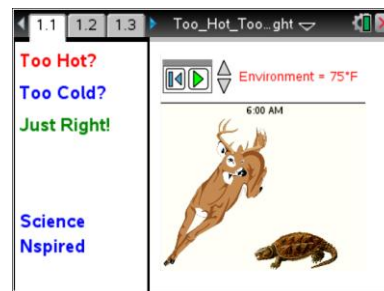 1.1 1.2 1.3 Too_Hot_Too...ght
Too Hot?
Too Cold?
Just Right!
Science
Nspired
Environment = 75°F
6:00 AM